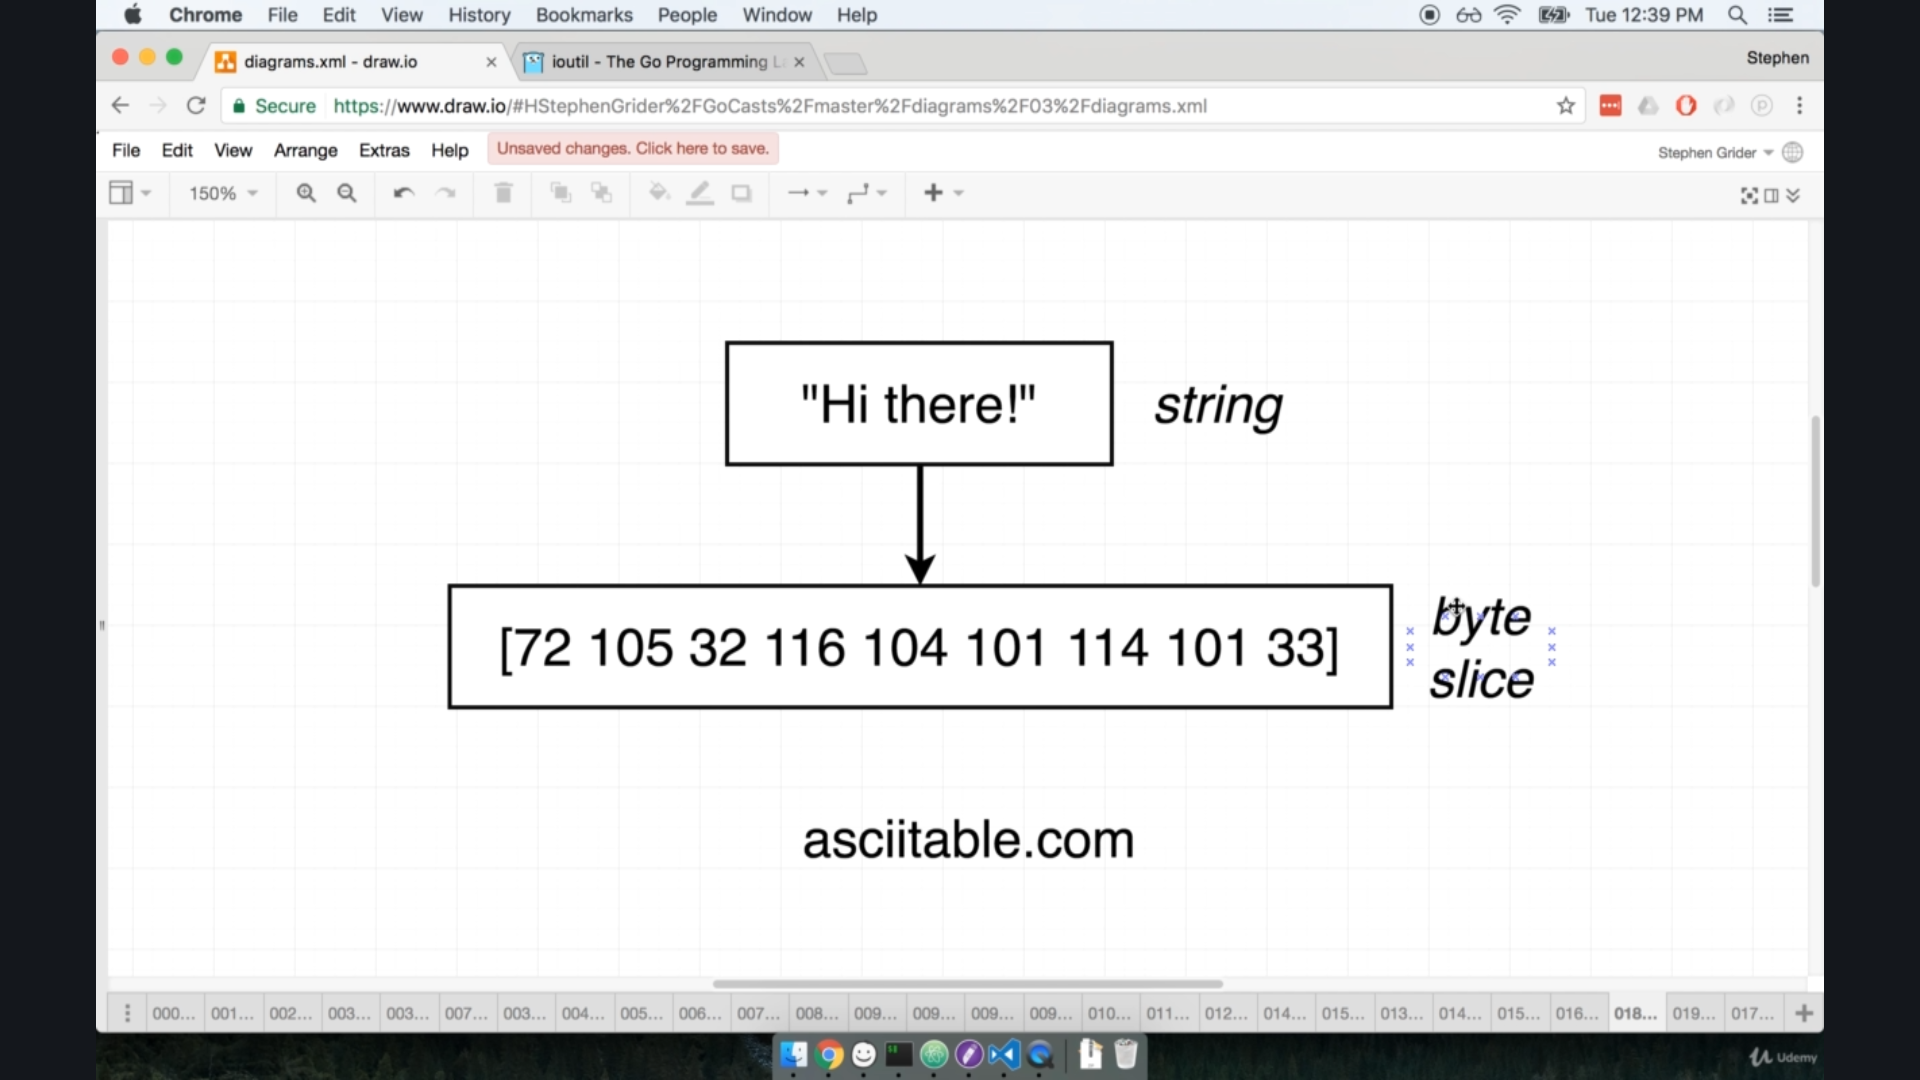 Chrome File Edit View History Bookmarks People Window Help Tue 12:39 PM
diagrams.xml - draw.io ioutil - The Go Programming L Stephen
Secure https://www.draw.io/#HStephenGrider%2FGoCasts%2Fmaster%2Fdiagrams%2F03%2Fdiagrams.xml
File Edit View Arrange Extras Help Unsaved changes. Click here to save. Stephen Grider
150%
"Hi there!" string
[72 105 32 116 104 101 114 101 33]
byte
slice
asciitable.com
000... 001... 002... 003... 003... 007... 003... 004... 005... 006... 007... 008... 009... 009... 009... 009... 010... 011... 012... 014... 015... 013... 014... 015... 016... 018... 019... 017...
Udemy